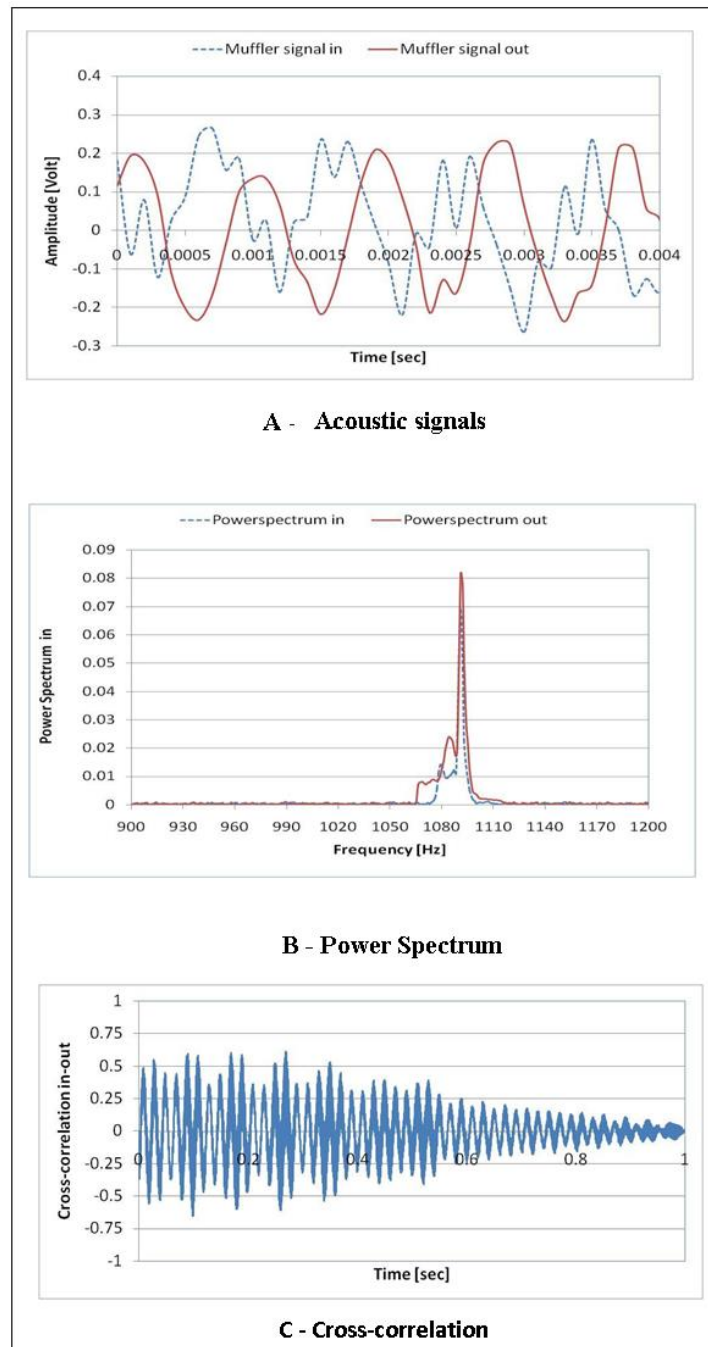 Muffler signal in Muffler signal out
0.4
0.3
0.2
0.1
0
-0.1
-0.2
-0.3
Amplitude [Volt]
0 0.0005 0.001 0.0015 0.002 0.0025 0.003 0.0035 0.004
Time [sec]
A - Acoustic signals
Powerspectrum in Powerspectrum out
0.09
0.08
0.07
0.06
0.05
0.04
0.03
0.02
0.01
0
Power Spectrum in
900 930 960 990 1020 1050 1080 1110 1140 1170 1200
Frequency [Hz]
B - Power Spectrum
1
0.75
0.5
0.25
0
-0.25
-0.5
-0.75
-1
Cross-correlation in-out
0 0.2 0.4 0.6 0.8 1
Time [sec]
C - Cross-correlation